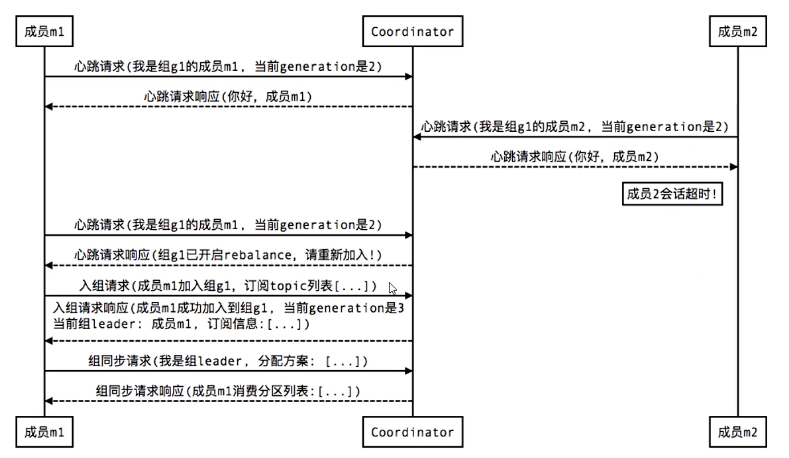 成员m1
Coordinator
成员m2
心跳请求(我是组g1的成员m1, 当前generation是2)
心跳请求响应(你好, 成员m1)
心跳请求(我是组g1的成员m2, 当前generation是2)
心跳请求响应(你好, 成员m2)
成员2会话超时!
心跳请求(我是组g1的成员m1, 当前generation是2)
心跳请求响应(组g1已开启rebalance, 请重新加入!)
入组请求(成员m1加入组g1, 订阅topic列表[...])
入组请求响应(成员m1成功加入到组g1, 当前generation是3
当前组leader: 成员m1, 订阅信息:[...])
组同步请求(我是组leader, 分配方案: [...])
组同步请求响应(成员m1消费分区列表:[...])
成员m1
Coordinator
成员m2